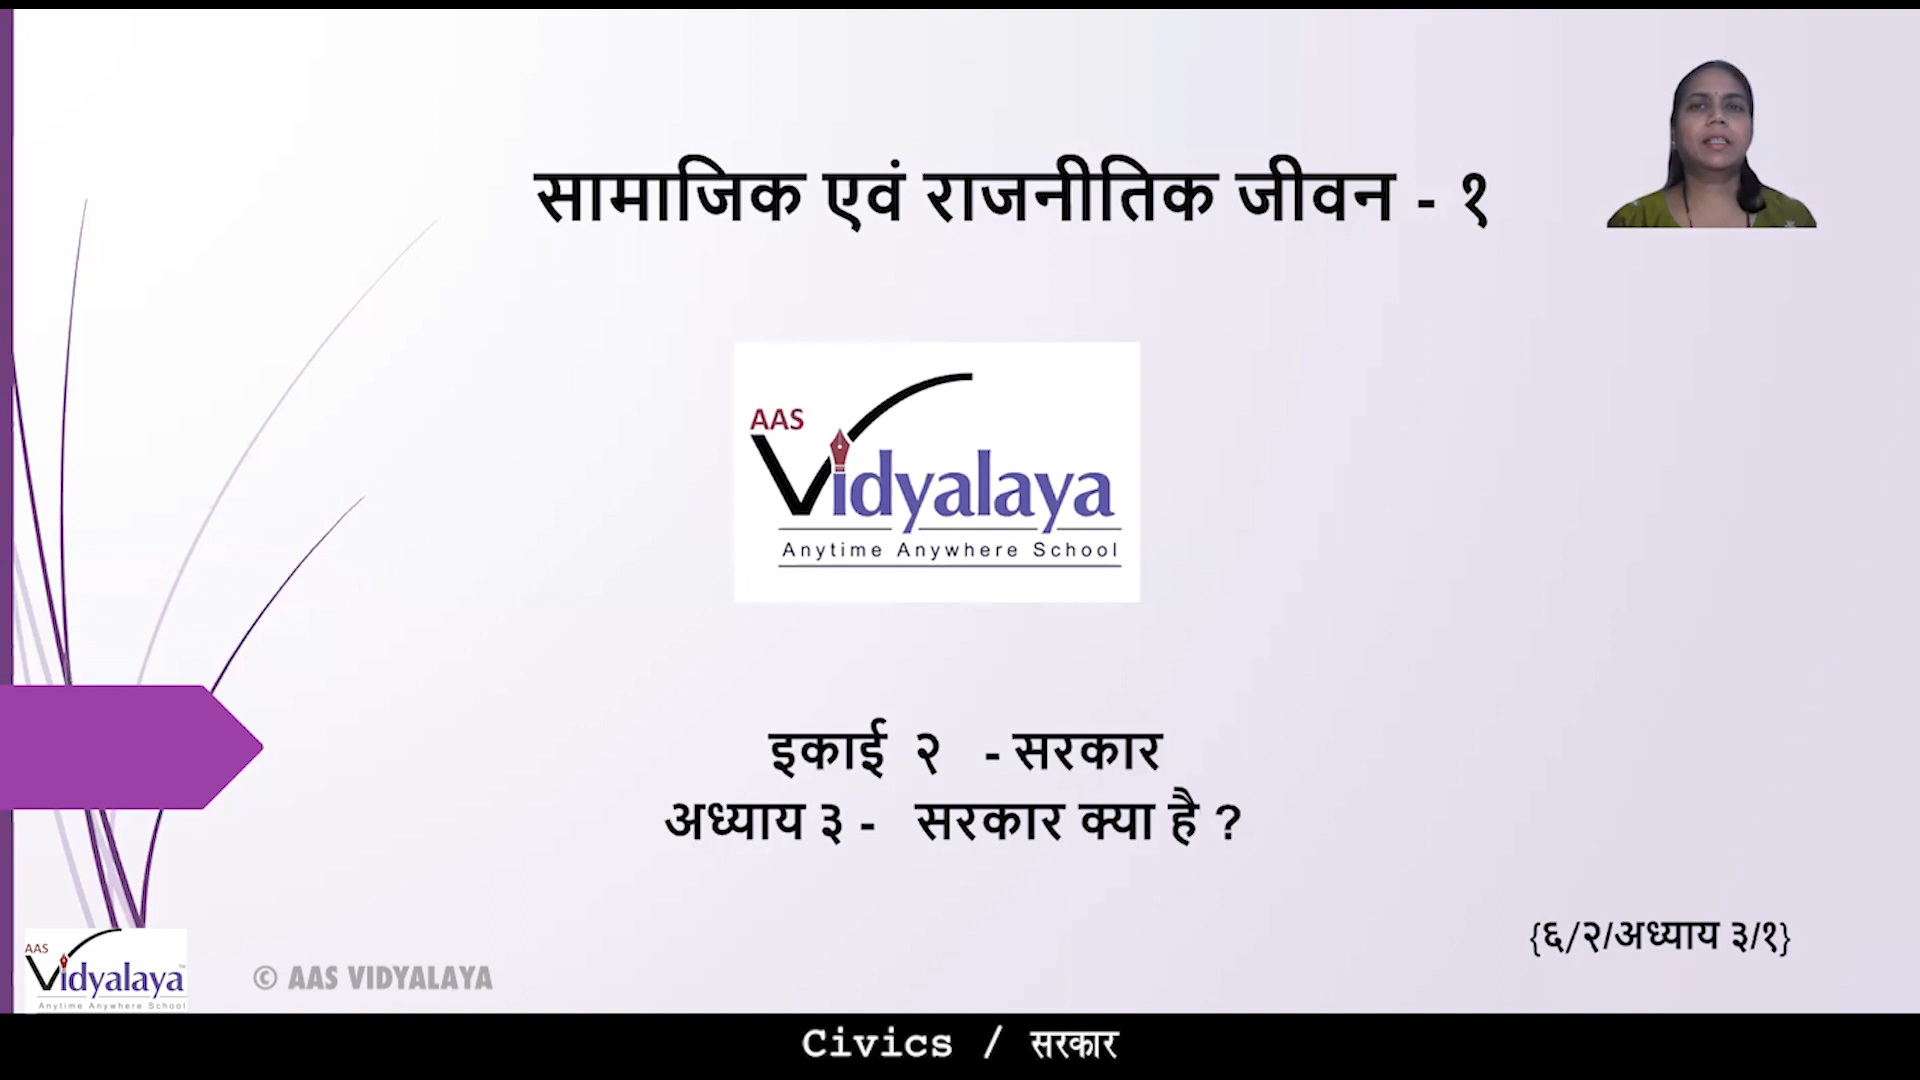 सामाजिक एवं राजनीतिक जीवन - १
AAS
Vidyalaya
Anytime Anywhere School
इकाई २ - सरकार
अध्याय ३ - सरकार क्या है ?
{६/२/अध्याय ३/१}
AAS
Vidyalaya
Anytime Anywhere School
© AAS VIDYALAYA
Civics / सरकार